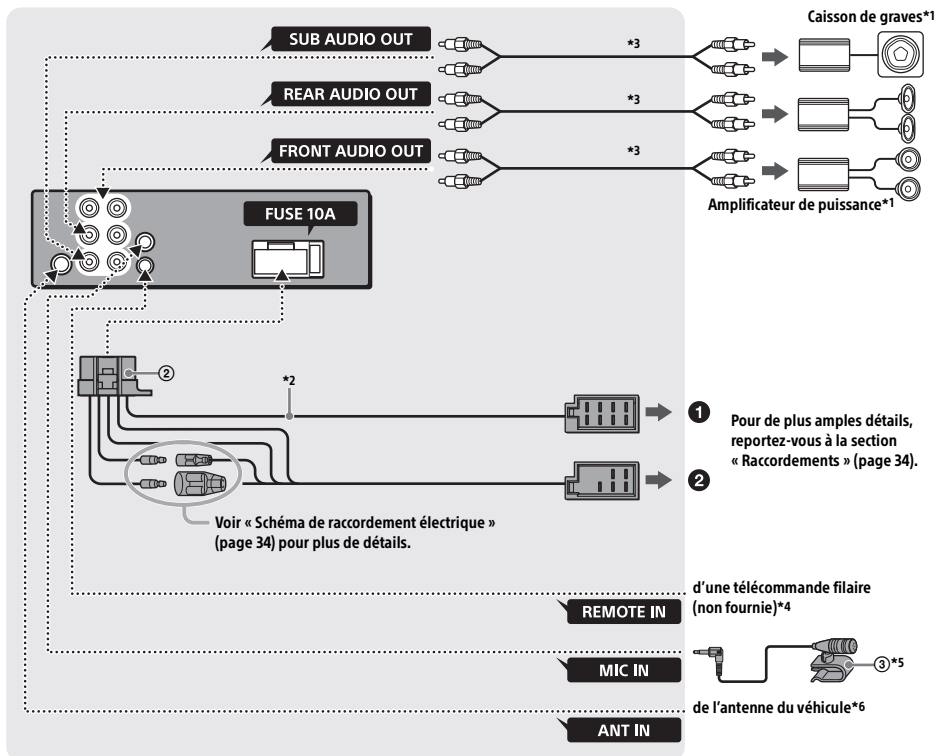 Caisson de graves*1
SUB AUDIO OUT
*3
REAR AUDIO OUT
*3
FRONT AUDIO OUT
*3
Amplificateur de puissance*1
FUSE 10A
②
*2
❶
Pour de plus amples détails,
reportez-vous à la section
« Raccordements » (page 34).
❷
Voir « Schéma de raccordement électrique »
(page 34) pour plus de détails.
d'une télécommande filaire
(non fournie)*4
REMOTE IN
MIC IN
③*5
de l'antenne du véhicule*6
ANT IN